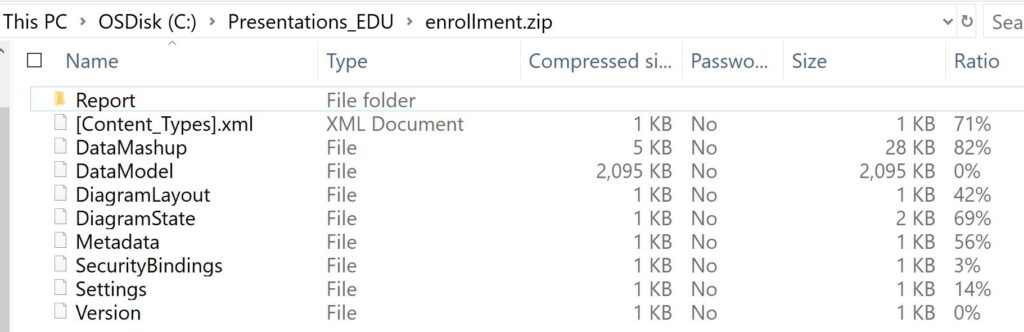 This PC > OSDisk (C:) > Presentations_EDU > enrollment.zip Sea
Name Type Compressed si... Passwo... Size Ratio
Report File folder
[Content_Types].xml XML Document 1 KB No 1 KB 71%
DataMashup File 5 KB No 28 KB 82%
DataModel File 2,095 KB No 2,095 KB 0%
DiagramLayout File 1 KB No 1 KB 42%
DiagramState File 1 KB No 2 KB 69%
Metadata File 1 KB No 1 KB 56%
SecurityBindings File 1 KB No 1 KB 3%
Settings File 1 KB No 1 KB 14%
Version File 1 KB No 1 KB 0%